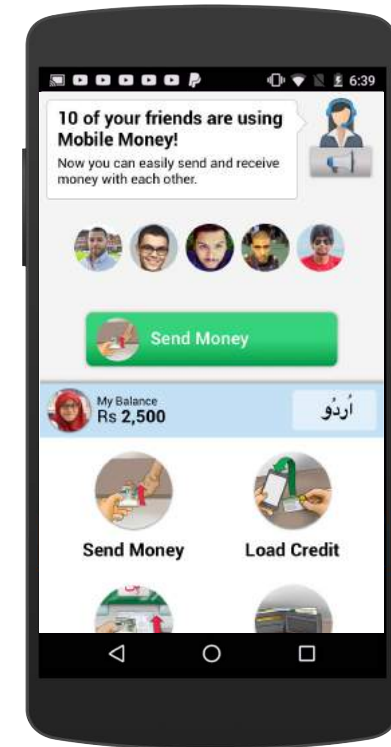 6:39
10 of your friends are using
Mobile Money!
Now you can easily send and receive
money with each other.
Send Money
My Balance
Rs 2,500
اُردُو
Send Money
Load Credit